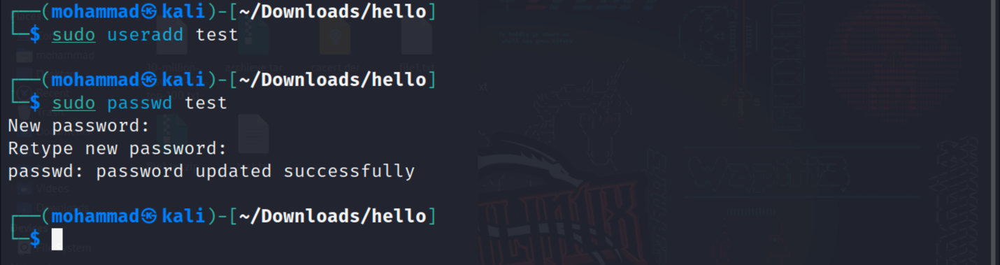 ┌──(mohammad㉿kali)-[~/Downloads/hello]
└─$ sudo useradd test
┌──(mohammad㉿kali)-[~/Downloads/hello]
└─$ sudo passwd test
New password:
Retype new password:
passwd: password updated successfully
┌──(mohammad㉿kali)-[~/Downloads/hello]
└─$